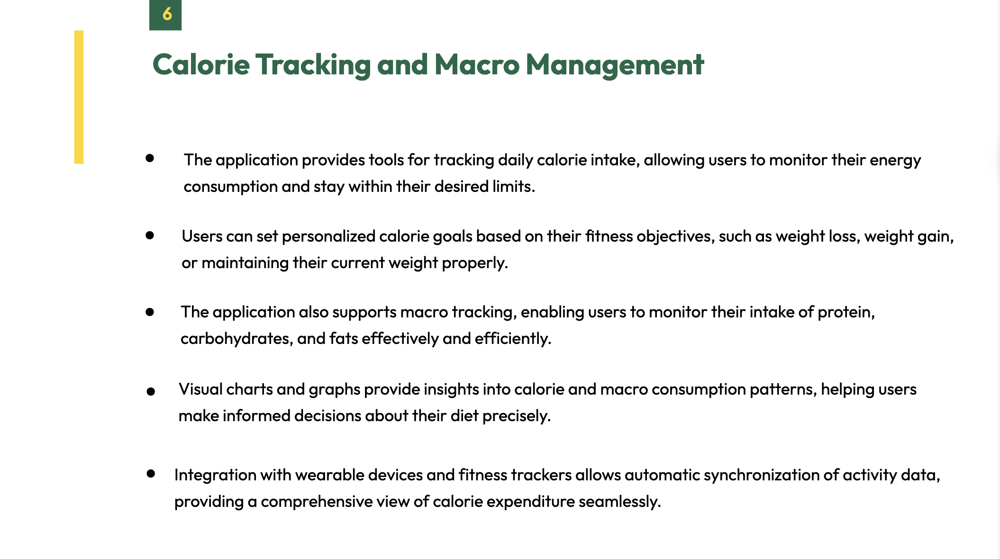 6
Calorie Tracking and Macro Management
● The application provides tools for tracking daily calorie intake, allowing users to monitor their energy
consumption and stay within their desired limits.
● Users can set personalized calorie goals based on their fitness objectives, such as weight loss, weight gain,
or maintaining their current weight properly.
● The application also supports macro tracking, enabling users to monitor their intake of protein,
carbohydrates, and fats effectively and efficiently.
● Visual charts and graphs provide insights into calorie and macro consumption patterns, helping users
make informed decisions about their diet precisely.
● Integration with wearable devices and fitness trackers allows automatic synchronization of activity data,
providing a comprehensive view of calorie expenditure seamlessly.